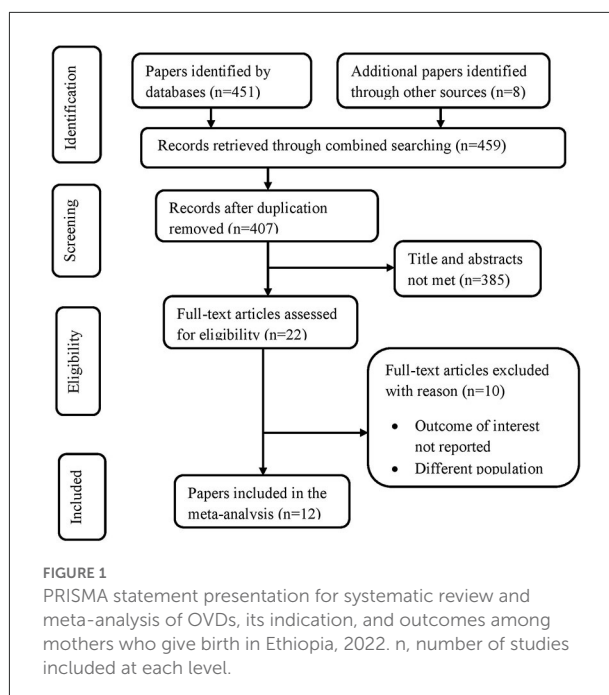 Identification
Papers identified by
databases (n=451)
Additional papers identified
through other sources (n=8)
Records retrieved through combined searching (n=459)
Screening
Records after duplication
removed (n=407)
Title and abstracts
not met (n=385)
Eligibility
Full-text articles assessed
for eligibility (n=22)
Full-text articles excluded
with reason (n=10)
• Outcome of interest
not reported
• Different population
Included
Papers included in the
meta-analysis (n=12)
FIGURE 1
PRISMA statement presentation for systematic review and
meta-analysis of OVDs, its indication, and outcomes among
mothers who give birth in Ethiopia, 2022. n, number of studies
included at each level.